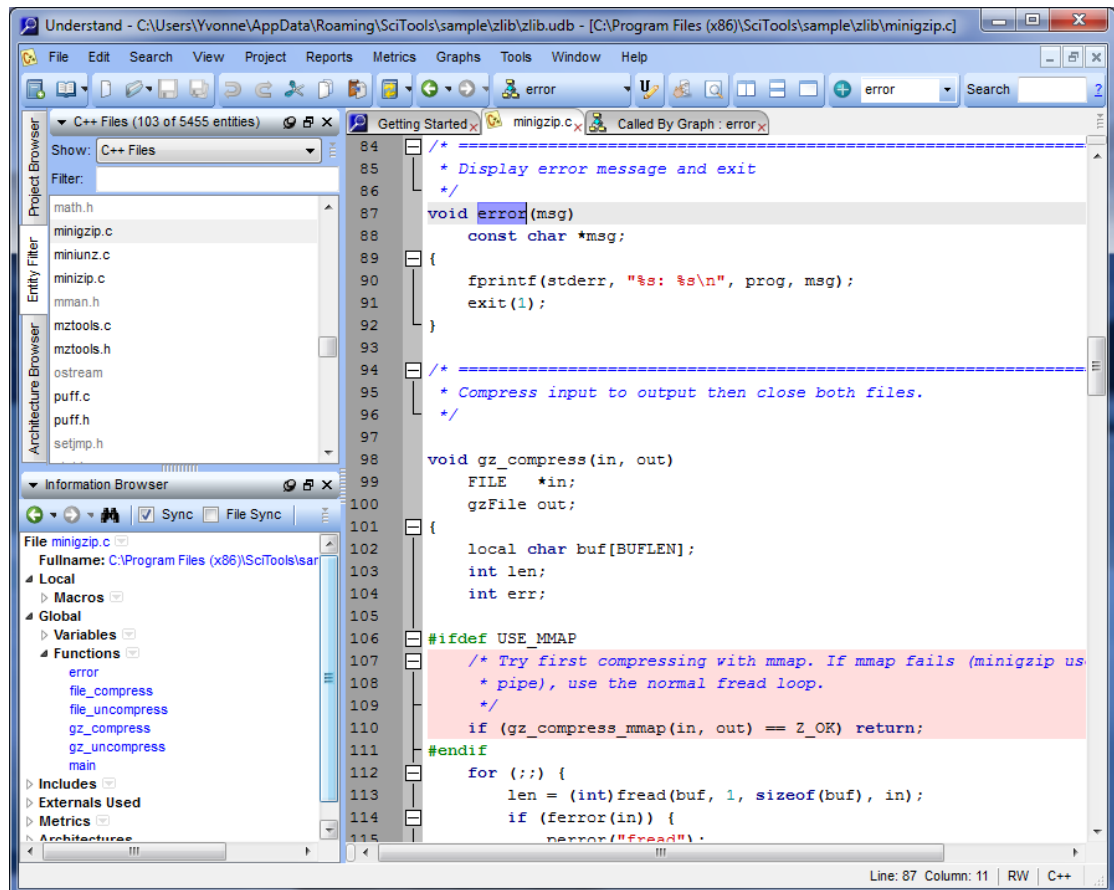 Understand - C:\Users\Yvonne\AppData\Roaming\SciTools\sample\zlib\zlib.udb - [C:\Program Files (x86)\SciTools\sample\zlib\minigzip.c]
File Edit Search View Project Reports Metrics Graphs Tools Window Help
error error Search ?
Project Browser
Entity Filter
Architecture Browser
C++ Files (103 of 5455 entities)
Show: C++ Files
Filter:
math.h
minigzip.c
miniunz.c
minizip.c
mman.h
mztools.c
mztools.h
ostream
puff.c
puff.h
setjmp.h
Information Browser
Sync File Sync
File minigzip.c
Fullname: C:\Program Files (x86)\SciTools\sar
Local
Macros
Global
Variables
Functions
error
file_compress
file_uncompress
gz_compress
gz_uncompress
main
Includes
Externals Used
Metrics
Architectures
Getting Started minigzip.c Called By Graph : error
84 /* ================================================================
85 * Display error message and exit
86 */
87 void error(msg)
88 const char *msg;
89 {
90 fprintf(stderr, "%s: %s\n", prog, msg);
91 exit(1);
92 }
93
94 /* ================================================================
95 * Compress input to output then close both files.
96 */
97
98 void gz_compress(in, out)
99 FILE *in;
100 gzFile out;
101 {
102 local char buf[BUFLEN];
103 int len;
104 int err;
105
106 #ifdef USE_MMAP
107 /* Try first compressing with mmap. If mmap fails (minigzip us
108 * pipe), use the normal fread loop.
109 */
110 if (gz_compress_mmap(in, out) == Z_OK) return;
111 #endif
112 for (;;) {
113 len = (int)fread(buf, 1, sizeof(buf), in);
114 if (ferror(in)) {
115 perror("fread");
Line: 87 Column: 11 RW C++